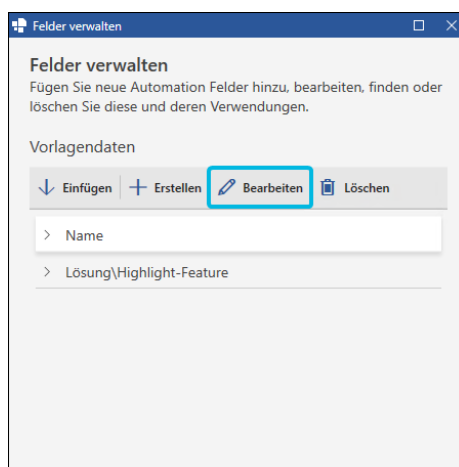 Felder verwalten
Felder verwalten
Fügen Sie neue Automation Felder hinzu, bearbeiten, finden oder
löschen Sie diese und deren Verwendungen.
Vorlagendaten
Einfügen Erstellen Bearbeiten Löschen
Name
Lösung\Highlight-Feature